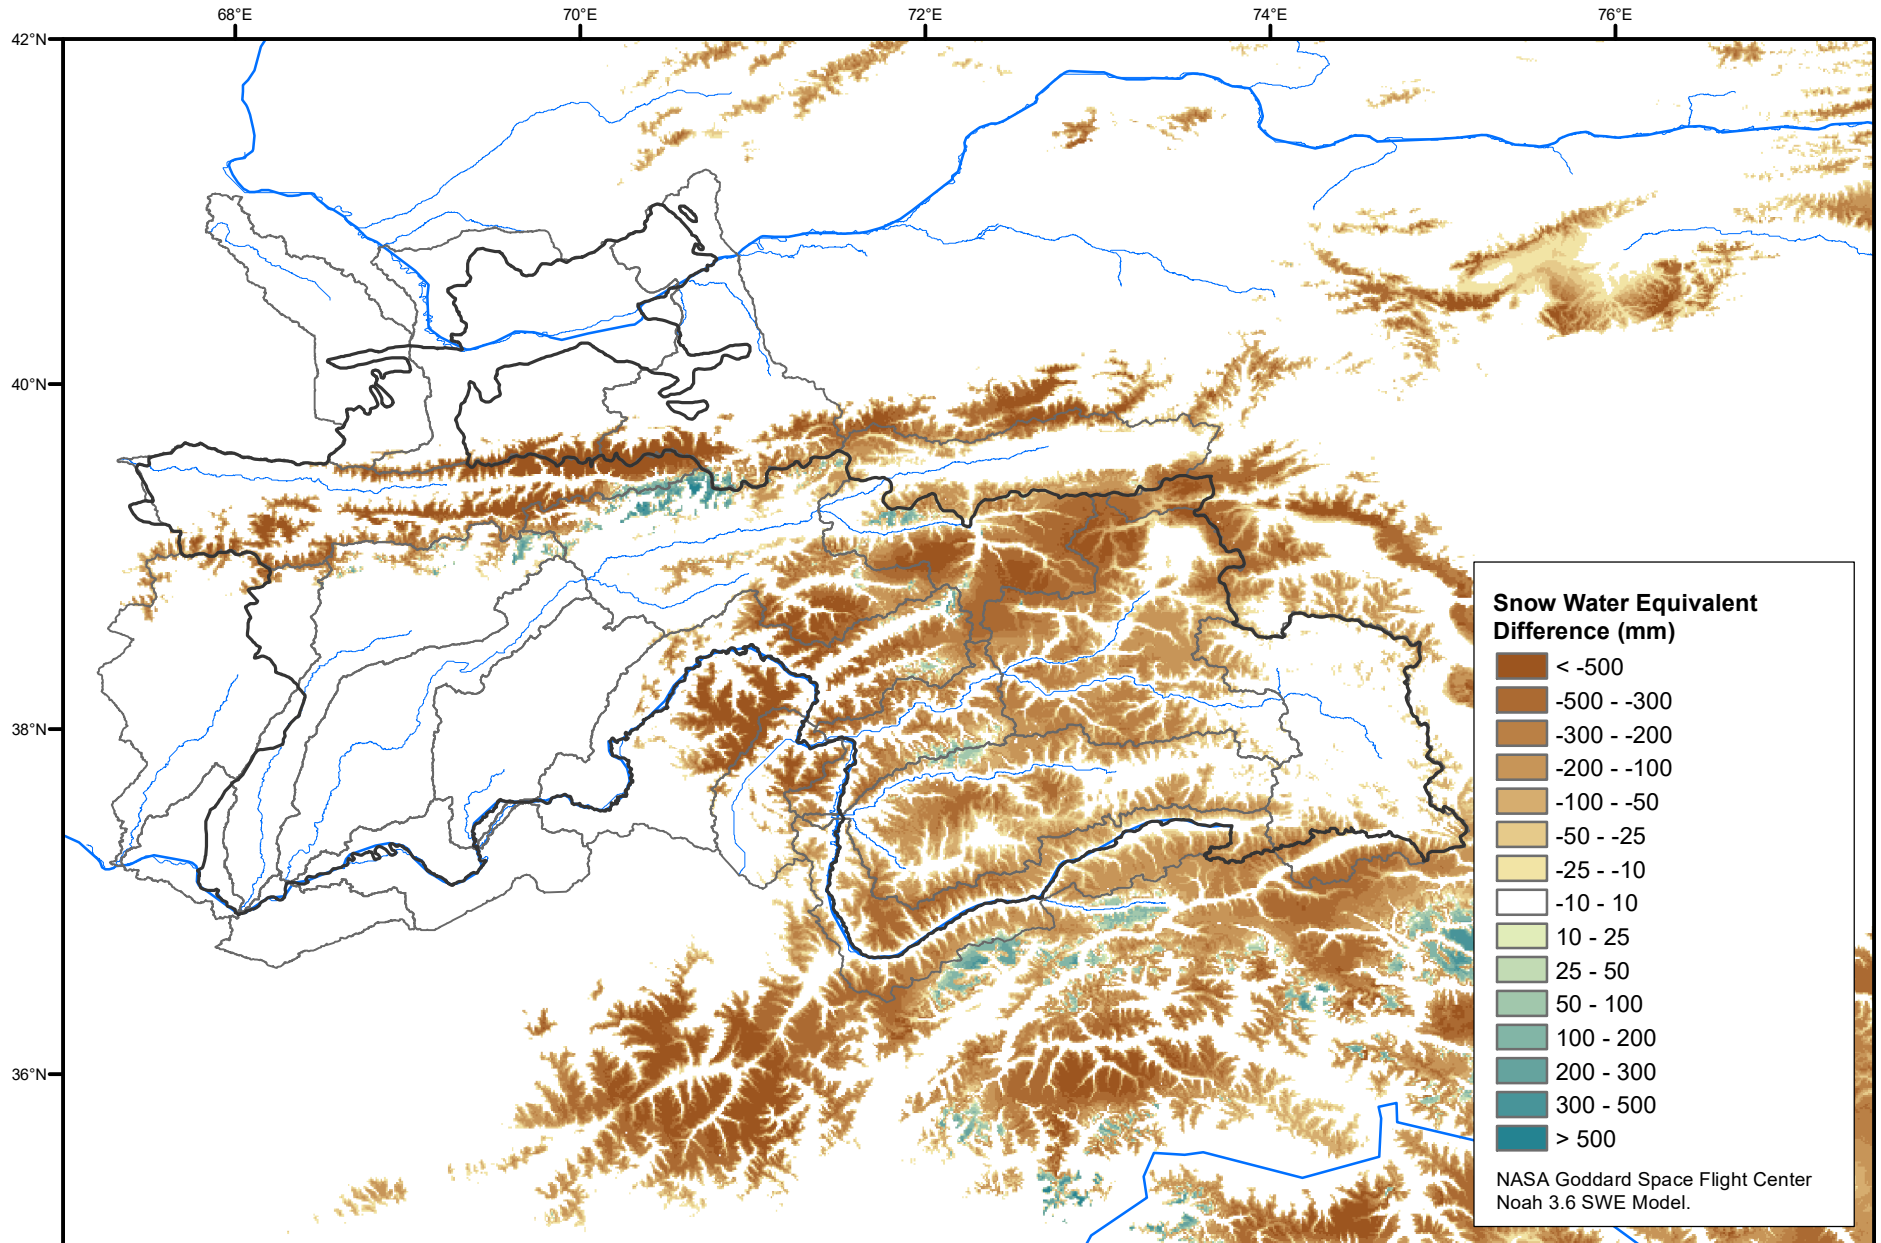 68°E
70°E
72°E
74°E
76°E
42°N
40°N
38°N
36°N
Snow Water Equivalent
Difference (mm)
< -500
-500 - -300
-300 - -200
-200 - -100
-100 - -50
-50 - -25
-25 - -10
-10 - 10
10 - 25
25 - 50
50 - 100
100 - 200
200 - 300
300 - 500
> 500
NASA Goddard Space Flight Center
Noah 3.6 SWE Model.